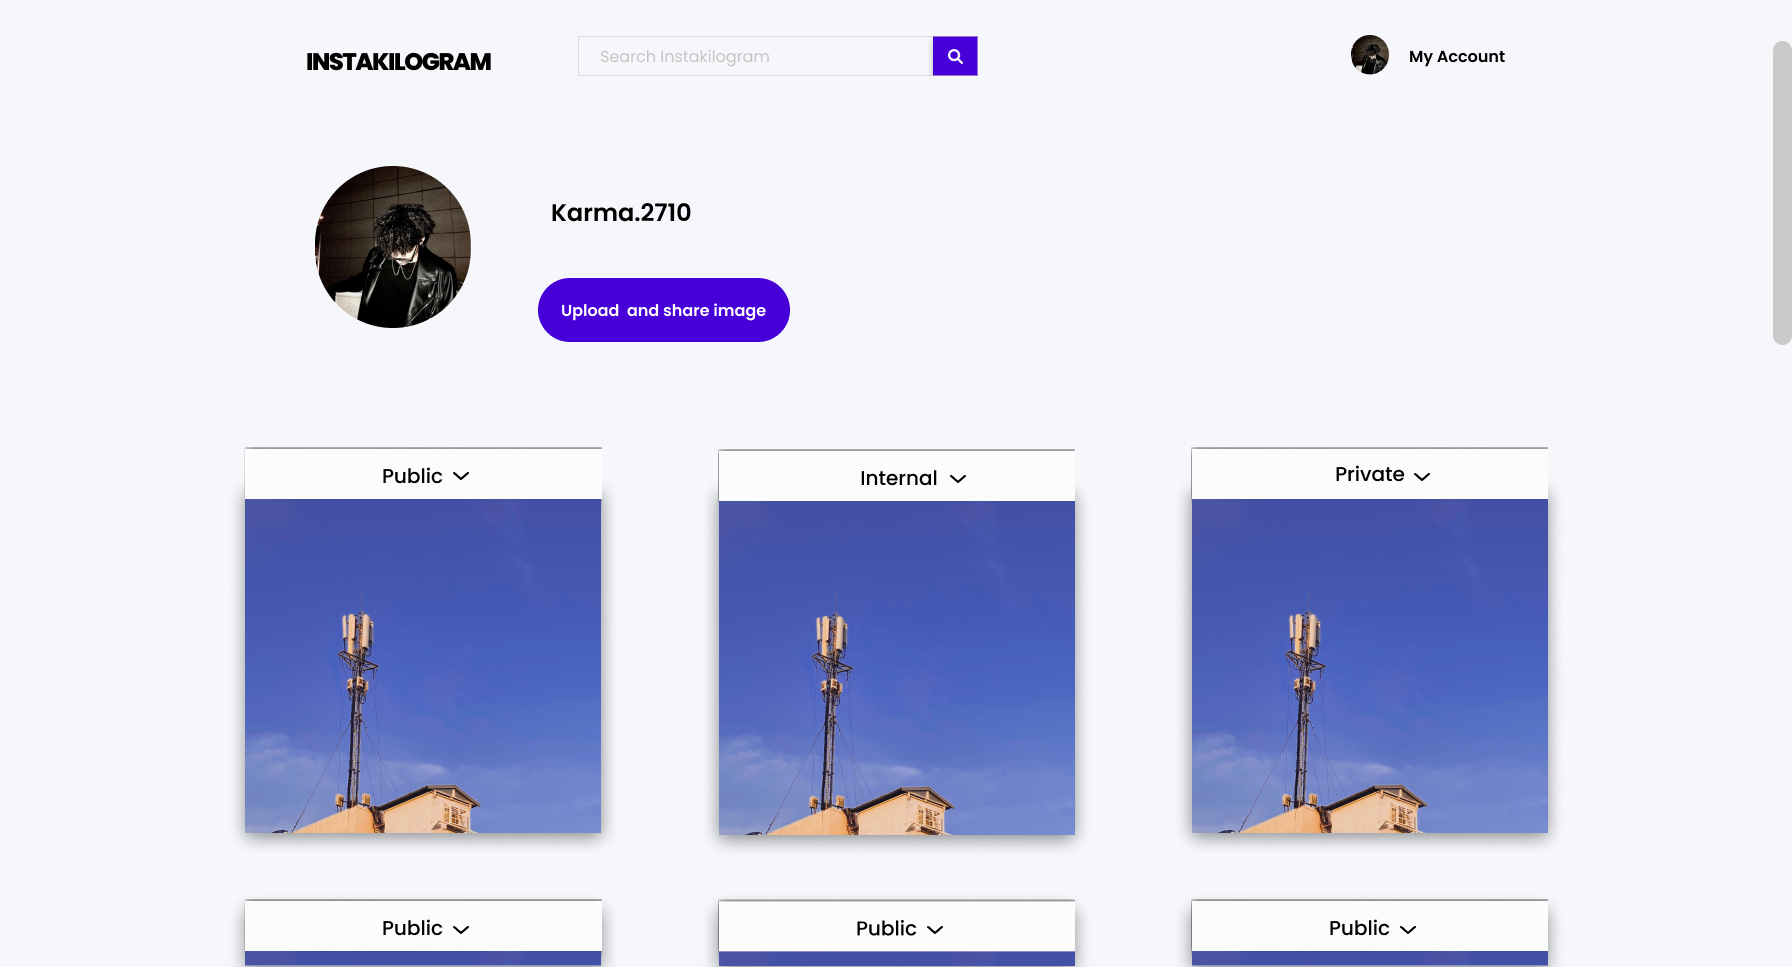 INSTAKILOGRAM
Search Instakilogram
My Account
Karma.2710
Upload and share image
Public
Internal
Private
Public
Public
Public